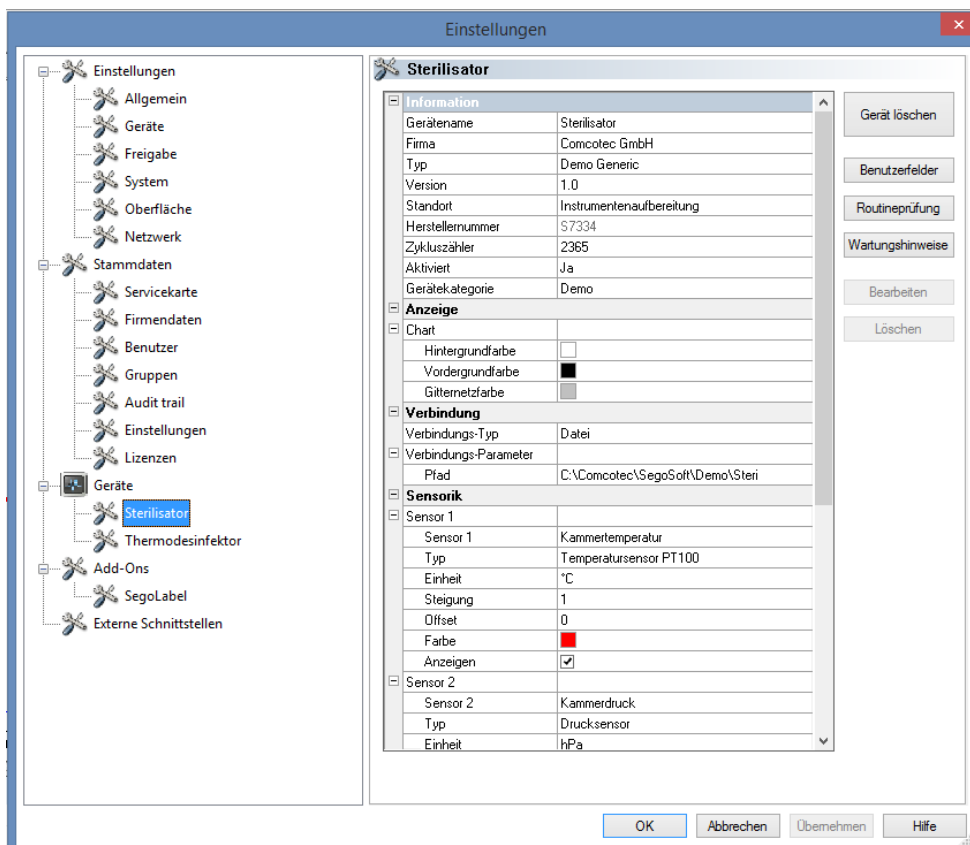 Einstellungen
Einstellungen
Allgemein
Geräte
Freigabe
System
Oberfläche
Netzwerk
Stammdaten
Servicekarte
Firmendaten
Benutzer
Gruppen
Audit trail
Einstellungen
Lizenzen
Geräte
Sterilisator
Thermodesinfektor
Add-Ons
SegoLabel
Externe Schnittstellen
Sterilisator
Information
Gerätename Sterilisator
Firma Comcotec GmbH
Typ Demo Generic
Version 1.0
Standort Instrumentenaufbereitung
Herstellernummer S7334
Zykluszähler 2365
Aktiviert Ja
Gerätekategorie Demo
Anzeige
Chart
Hintergrundfarbe
Vordergrundfarbe
Gitternetzfarbe
Verbindung
Verbindungs-Typ Datei
Verbindungs-Parameter
Pfad C:\Comcotec\SegoSoft\Demo\Steri
Sensorik
Sensor 1
Sensor 1 Kammertemperatur
Typ Temperatursensor PT100
Einheit °C
Steigung 1
Offset 0
Farbe
Anzeigen
Sensor 2
Sensor 2 Kammerdruck
Typ Drucksensor
Einheit hPa
Gerät löschen
Benutzerfelder
Routineprüfung
Wartungshinweise
Bearbeiten
Löschen
OK Abbrechen Übernehmen Hilfe